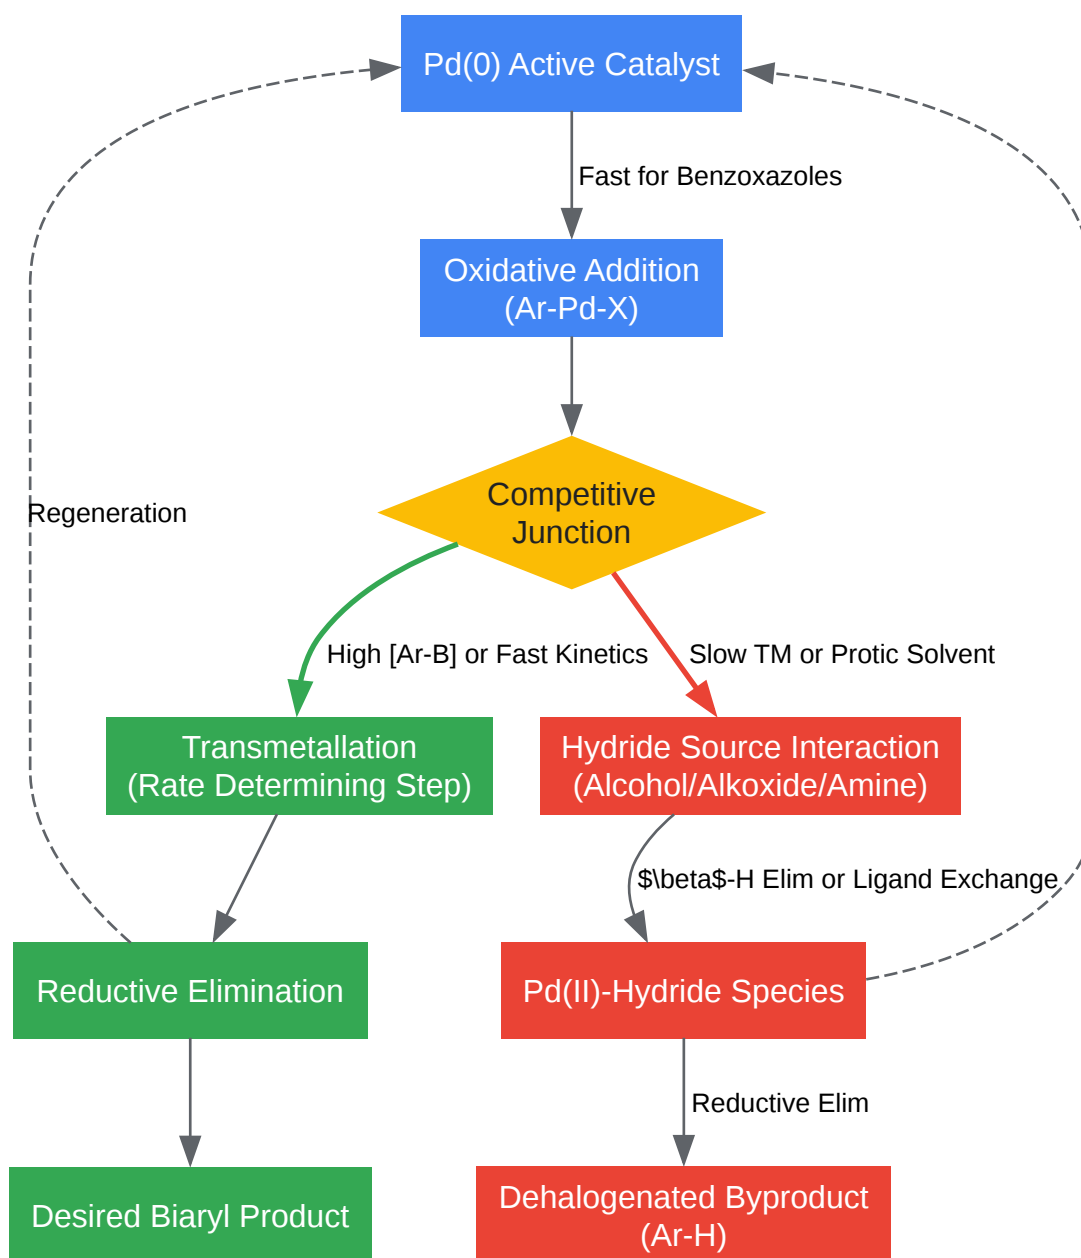 Pd(0) Active Catalyst
Fast for Benzoxazoles
Oxidative Addition
(Ar-Pd-X)
Competitive
Junction
Regeneration
High [Ar-B] or Fast Kinetics
Slow TM or Protic Solvent
Transmetallation
(Rate Determining Step)
Hydride Source Interaction
(Alcohol/Alkoxide/Amine)
$\beta$-H Elim or Ligand Exchange
Reductive Elimination
Pd(II)-Hydride Species
Reductive Elim
Desired Biaryl Product
Dehalogenated Byproduct
(Ar-H)